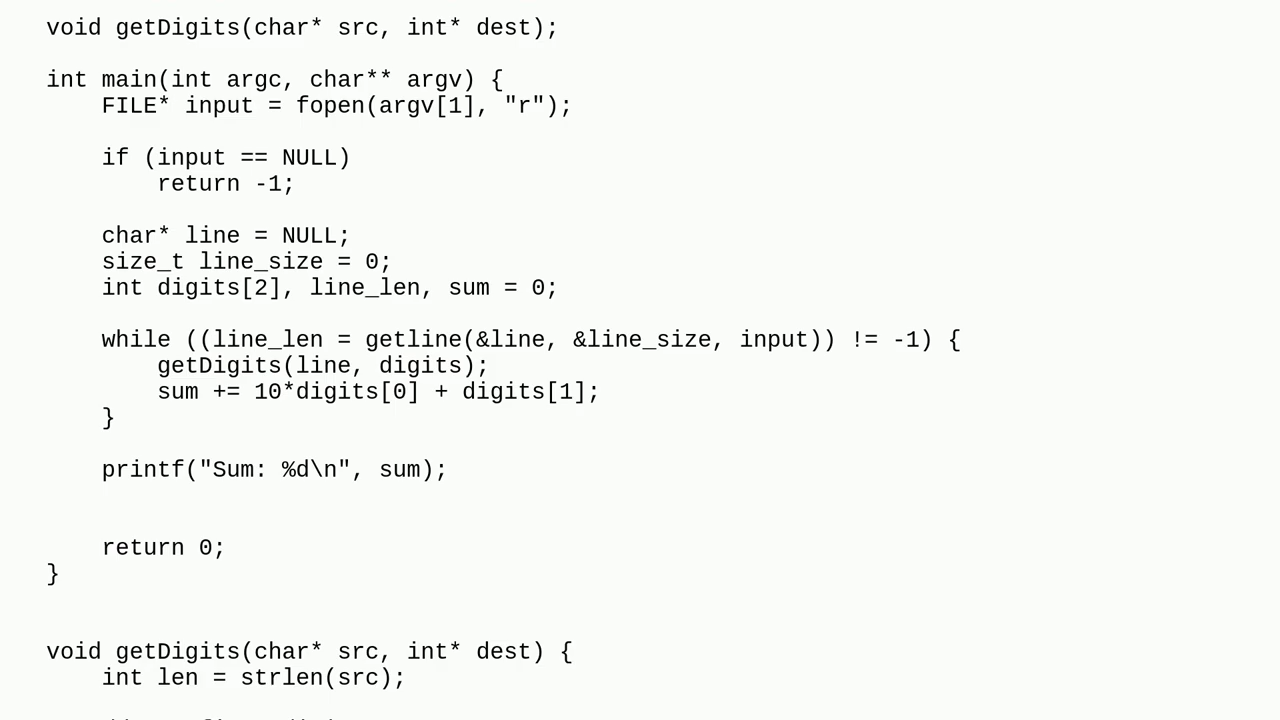 void getDigits(char* src, int* dest);
int main(int argc, char** argv) {
    FILE* input = fopen(argv[1], "r");
    if (input == NULL)
        return -1;
    char* line = NULL;
    size_t line_size = 0;
    int digits[2], line_len, sum = 0;
    while ((line_len = getline(&line, &line_size, input)) != -1) {
        getDigits(line, digits);
        sum += 10*digits[0] + digits[1];
    }
    printf("Sum: %d\n", sum);
    return 0;
}
void getDigits(char* src, int* dest) {
    int len = strlen(src);